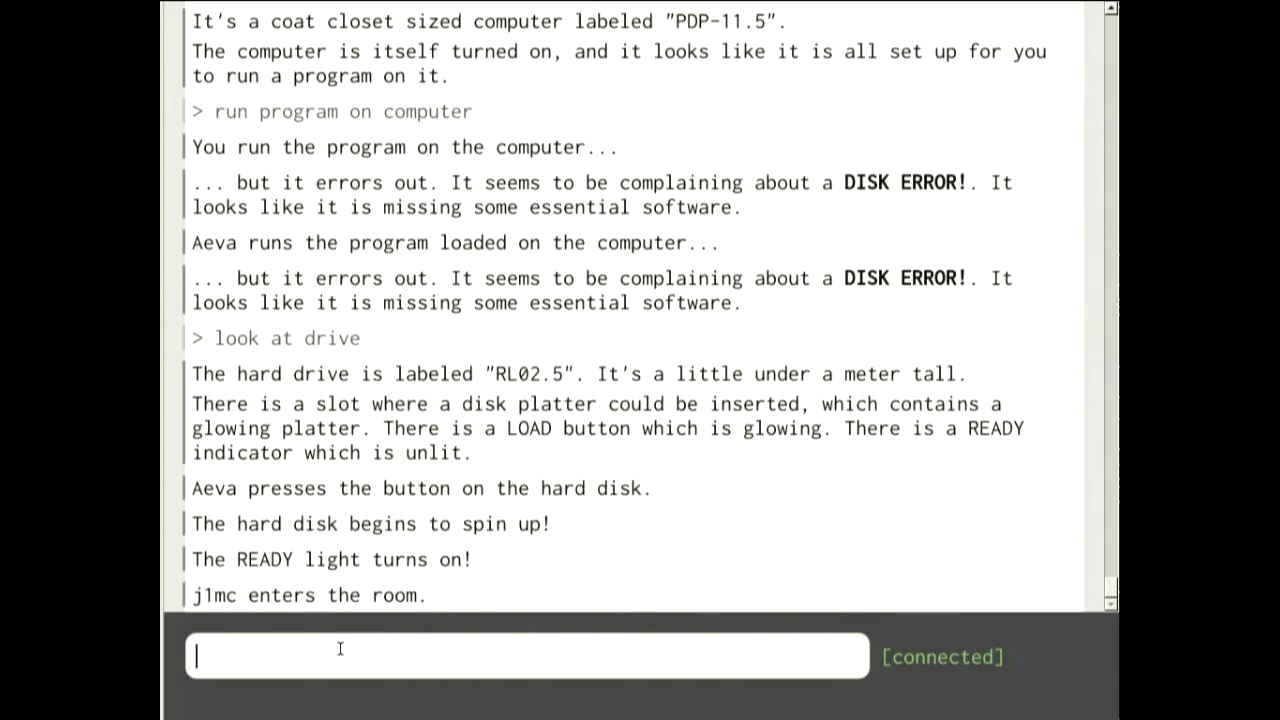 It's a coat closet sized computer labeled "PDP-11.5".
The computer is itself turned on, and it looks like it is all set up for you
to run a program on it.
> run program on computer
You run the program on the computer...
... but it errors out. It seems to be complaining about a DISK ERROR!. It
looks like it is missing some essential software.
Aeva runs the program loaded on the computer...
... but it errors out. It seems to be complaining about a DISK ERROR!. It
looks like it is missing some essential software.
> look at drive
The hard drive is labeled "RL02.5". It's a little under a meter tall.
There is a slot where a disk platter could be inserted, which contains a
glowing platter. There is a LOAD button which is glowing. There is a READY
indicator which is unlit.
Aeva presses the button on the hard disk.
The hard disk begins to spin up!
The READY light turns on!
j1mc enters the room.
[connected]